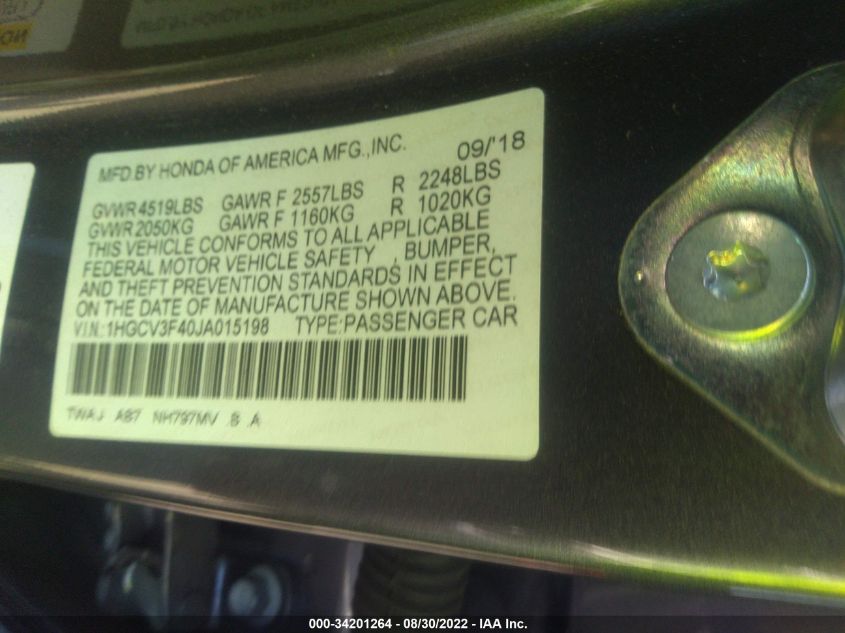 MFD.BY HONDA OF AMERICA MFG.,INC. 09/'18
GVWR 4519LBS GAWR F 2557LBS R 2248LBS
GVWR 2050KG GAWR F 1160KG R 1020KG
THIS VEHICLE CONFORMS TO ALL APPLICABLE
FEDERAL MOTOR VEHICLE SAFETY , BUMPER,
AND THEFT PREVENTION STANDARDS IN EFFECT
ON THE DATE OF MANUFACTURE SHOWN ABOVE.
V.I.N.:1HGCV3F40JA015198 TYPE:PASSENGER CAR
TWAJ A87 NH797MV .B .A
000-34201264 - 08/30/2022 - IAA Inc.